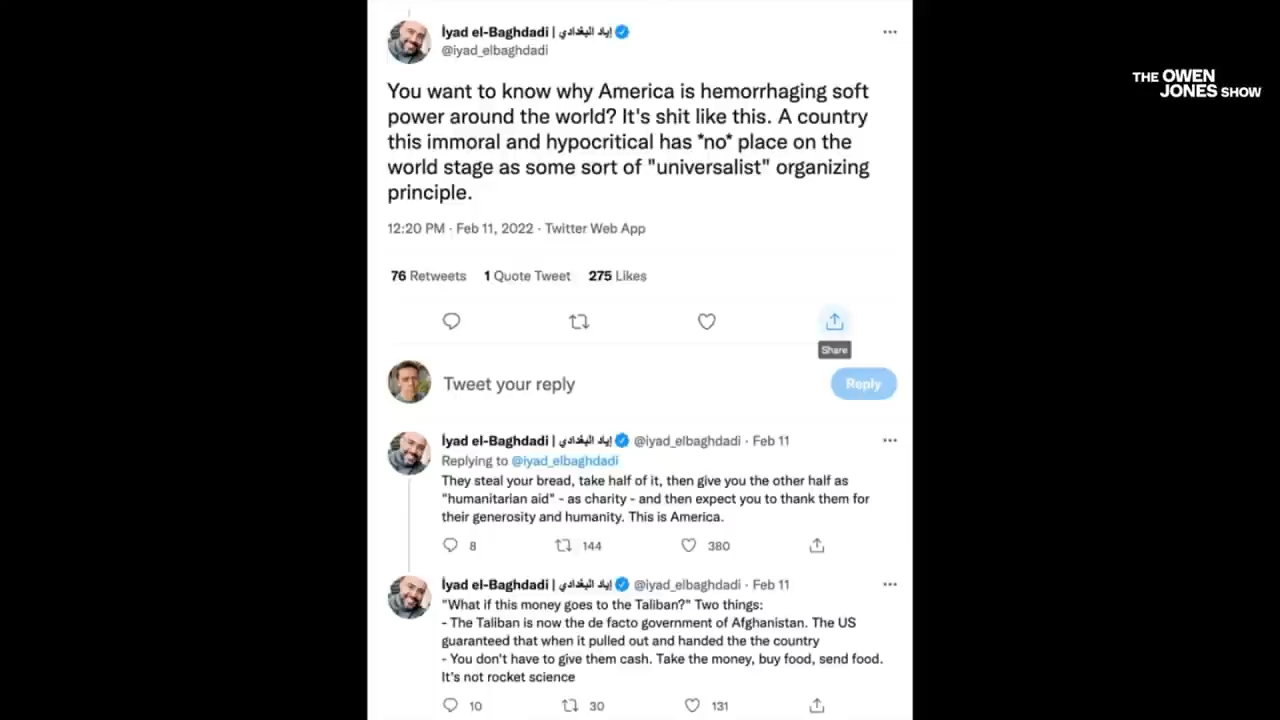 THE OWEN
JONES SHOW
İyad el-Baghdadi | إياد البغدادي
@iyad_elbaghdadi
You want to know why America is hemorrhaging soft
power around the world? It's shit like this. A country
this immoral and hypocritical has *no* place on the
world stage as some sort of "universalist" organizing
principle.
12:20 PM · Feb 11, 2022 · Twitter Web App
76 Retweets 1 Quote Tweet 275 Likes
Share
Tweet your reply
Reply
İyad el-Baghdadi | إياد البغدادي @iyad_elbaghdadi · Feb 11
Replying to @iyad_elbaghdadi
They steal your bread, take half of it, then give you the other half as
"humanitarian aid" - as charity - and then expect you to thank them for
their generosity and humanity. This is America.
8 144 380
İyad el-Baghdadi | إياد البغدادي @iyad_elbaghdadi · Feb 11
"What if this money goes to the Taliban?" Two things:
- The Taliban is now the de facto government of Afghanistan. The US
guaranteed that when it pulled out and handed the the country
- You don't have to give them cash. Take the money, buy food, send food.
It's not rocket science
10 30 131